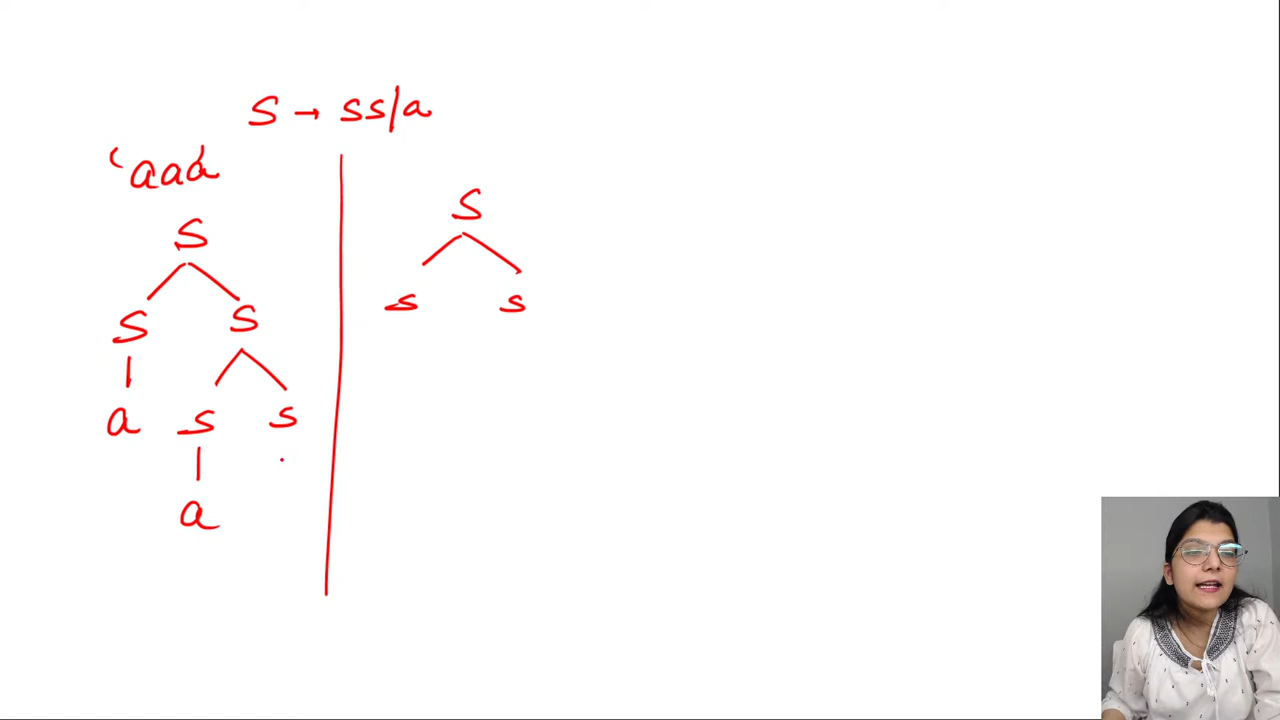 S → ss/a
'aaa'
S
S S
a s s
a
S
s s